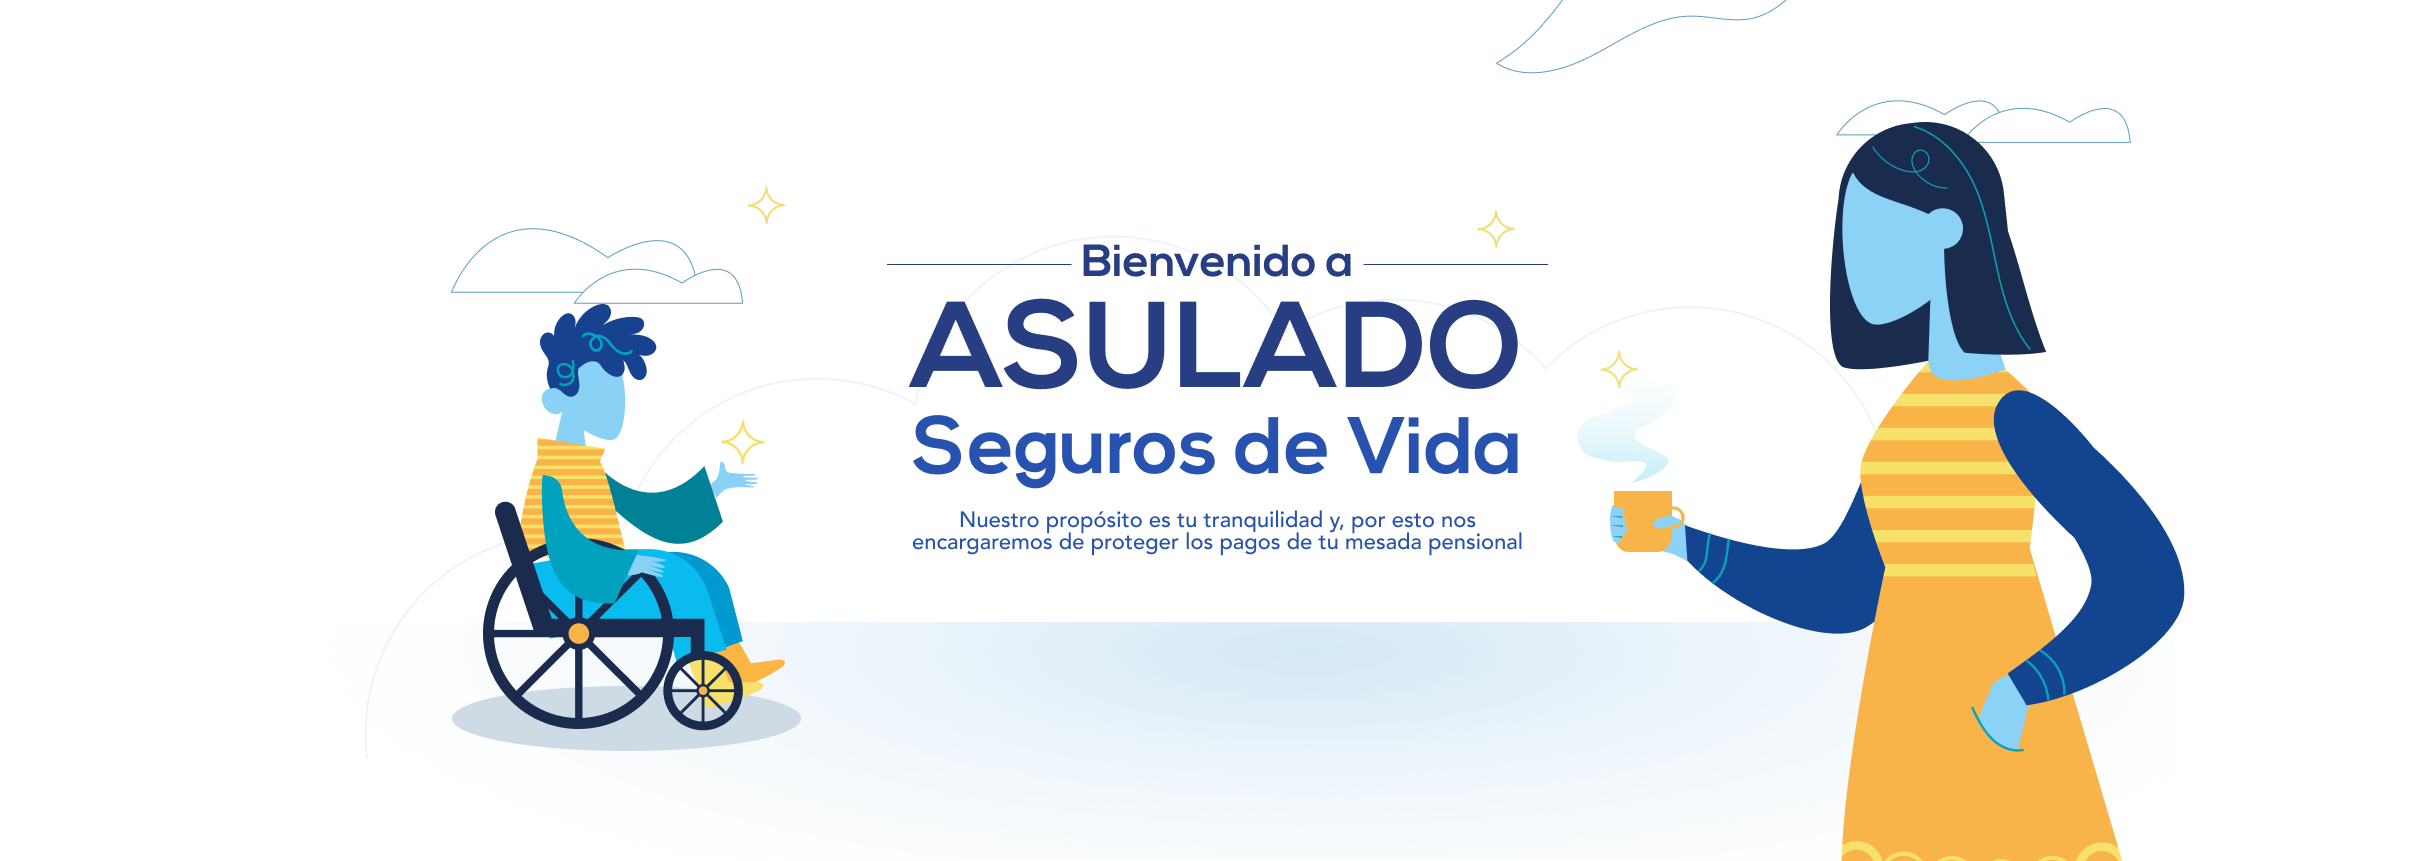 Bienvenido a
ASULADO
Seguros de Vida
Nuestro propósito es tu tranquilidad y, por esto nos
encargaremos de proteger los pagos de tu mesada pensional